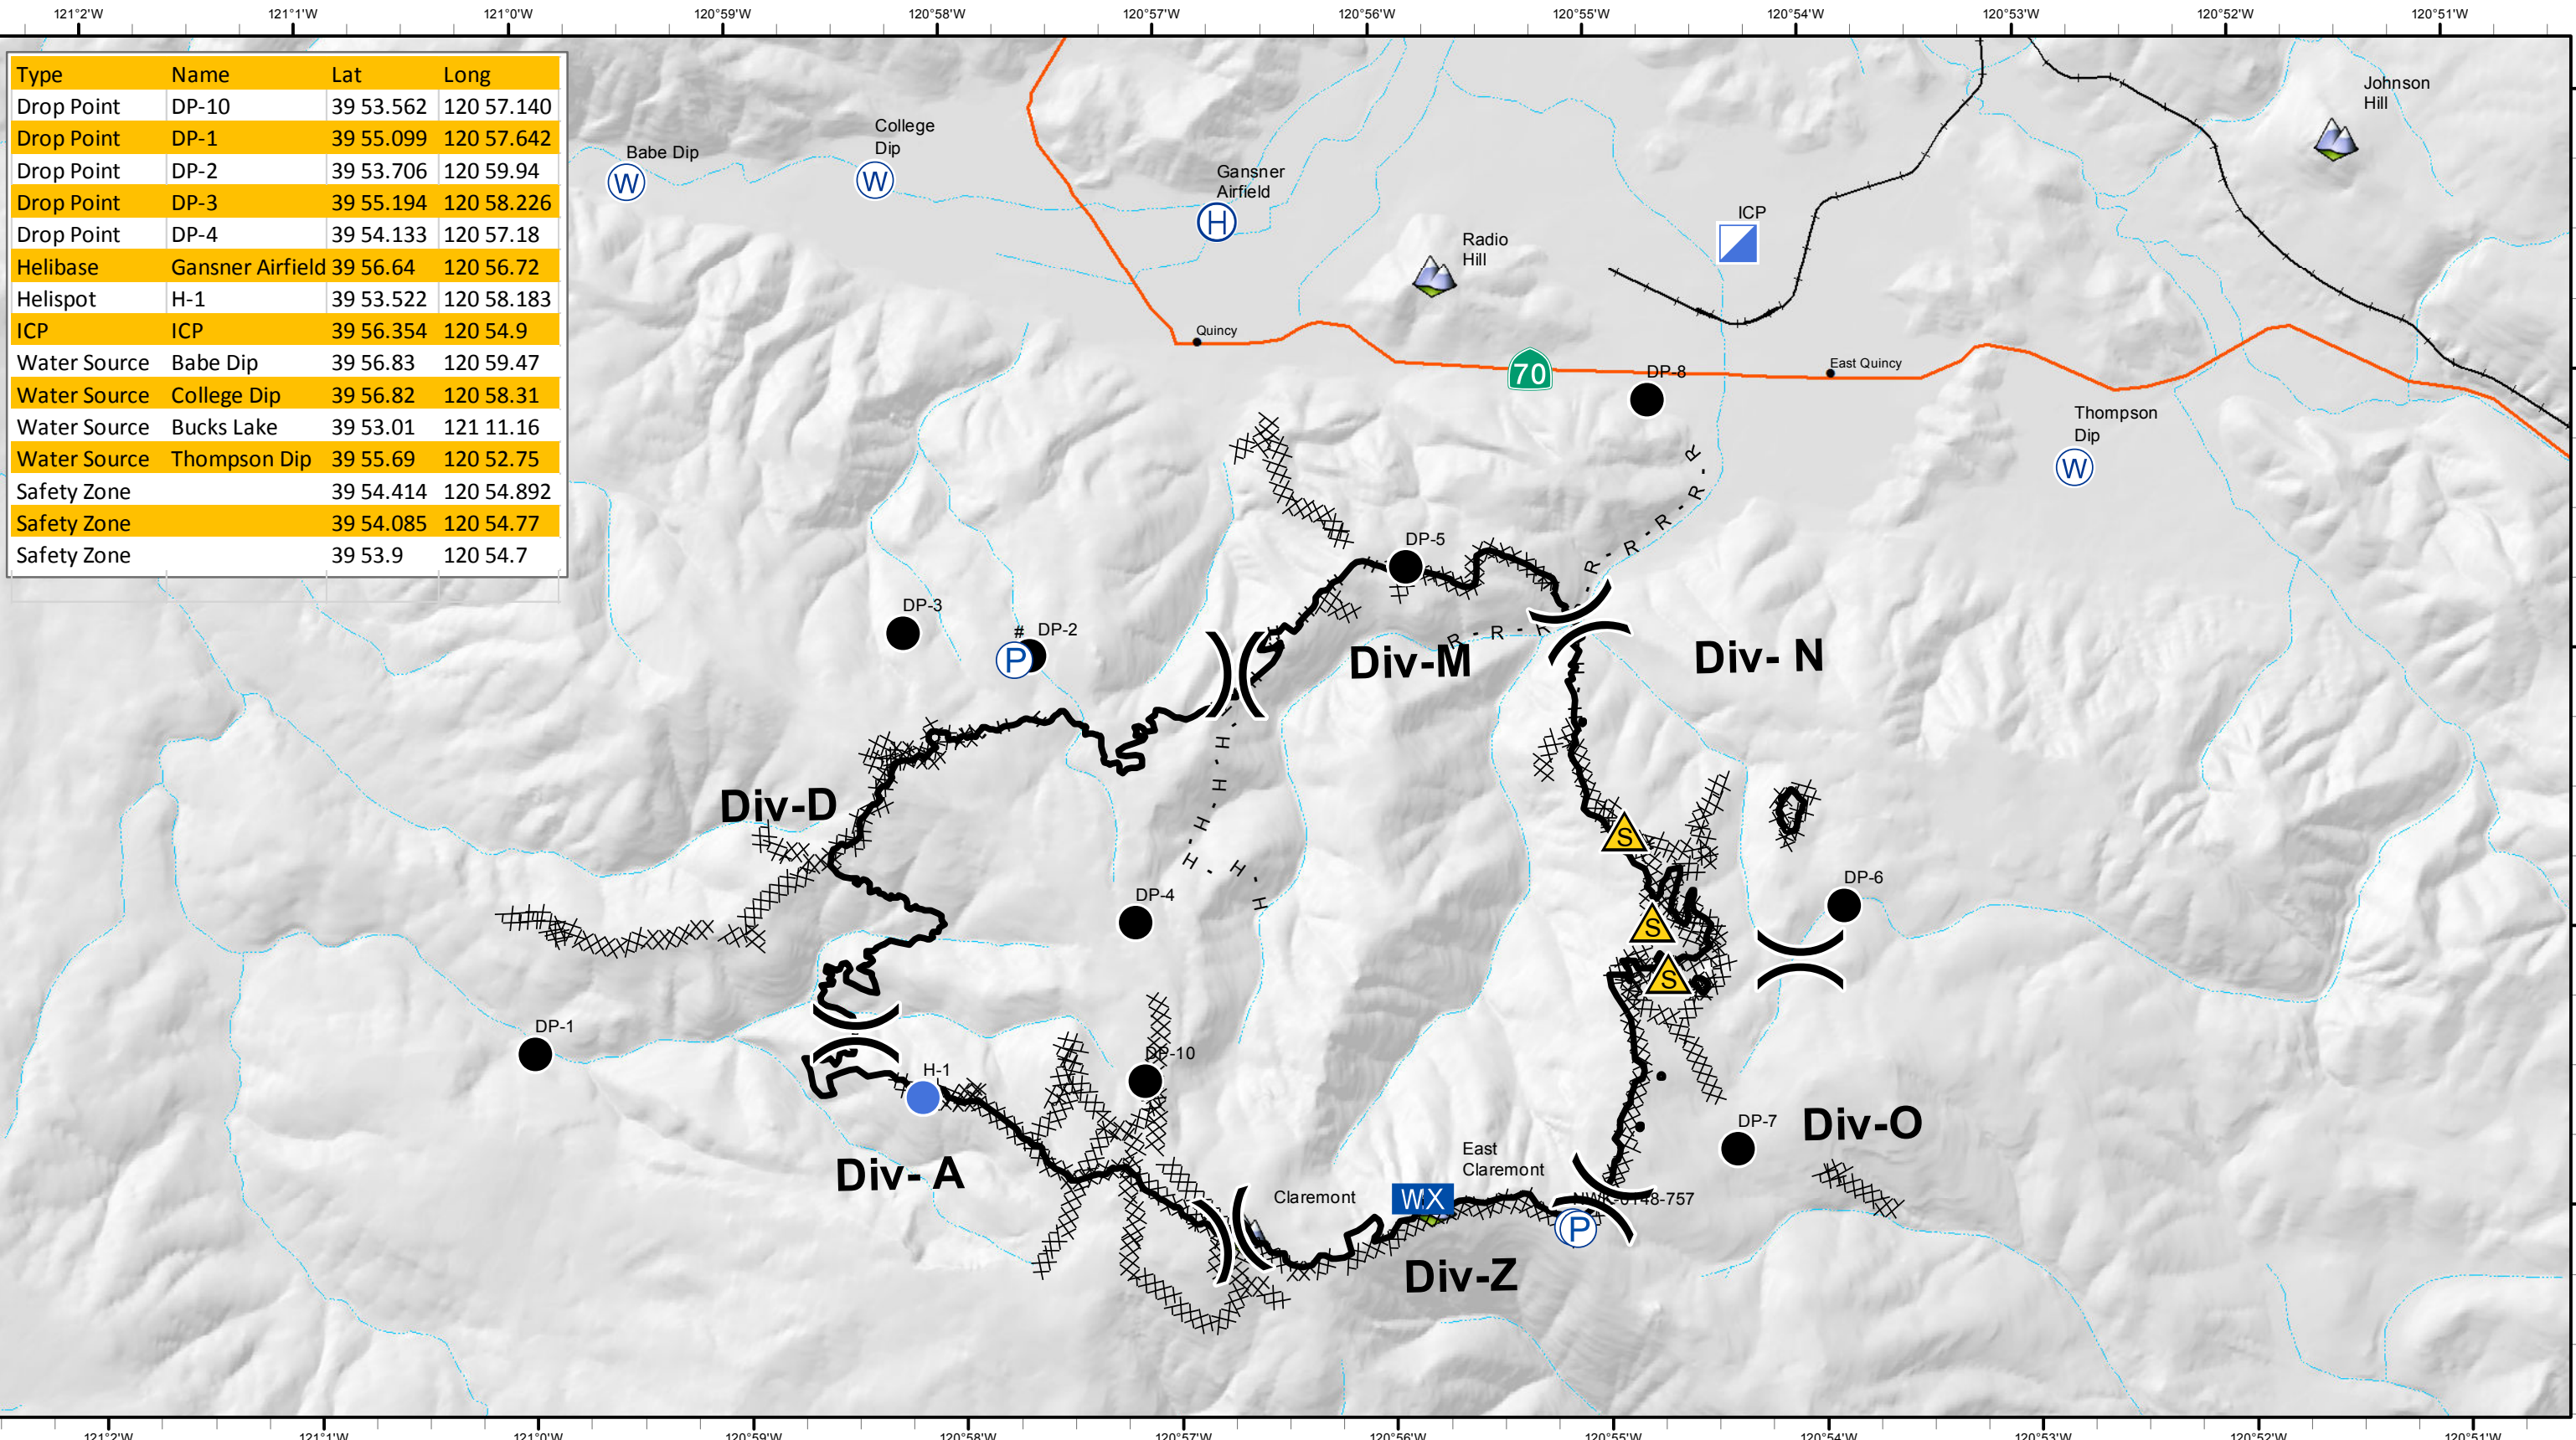 121°2'W 121°1'W 121°0'W 120°59'W 120°58'W 120°57'W 120°56'W 120°55'W 120°54'W 120°53'W 120°52'W 120°51'W
Type Name Lat Long
Drop Point DP-10 39 53.562 120 57.140
Drop Point DP-1 39 55.099 120 57.642
Drop Point DP-2 39 53.706 120 59.94
Drop Point DP-3 39 55.194 120 58.226
Drop Point DP-4 39 54.133 120 57.18
Helibase Gansner Airfield 39 56.64 120 56.72
Helispot H-1 39 53.522 120 58.183
ICP ICP 39 56.354 120 54.9
Water Source Babe Dip 39 56.83 120 59.47
Water Source College Dip 39 56.82 120 58.31
Water Source Bucks Lake 39 53.01 121 11.16
Water Source Thompson Dip 39 55.69 120 52.75
Safety Zone 39 54.414 120 54.892
Safety Zone 39 54.085 120 54.77
Safety Zone 39 53.9 120 54.7
Johnson
Hill
College
Dip
W
Babe Dip
W
Gansner
Airfield
H
ICP
Radio
Hill
Quincy
70
DP-8
East Quincy
Thompson
Dip
W
R - R - R - R - R - R
DP-5
DP-3
#
DP-2
P
R - R - R
Div-M
Div- N
H - H - H - H - H - H
Div-D
S
DP-4
DP-6
S
S
DP-1
DP-10
H-1
DP-7
Div-O
East
Claremont
Div- A
Claremont
WX
P
Div-Z
121°2'W 121°1'W 121°0'W 120°59'W 120°58'W 120°57'W 120°56'W 120°55'W 120°54'W 120°53'W 120°52'W 120°51'W